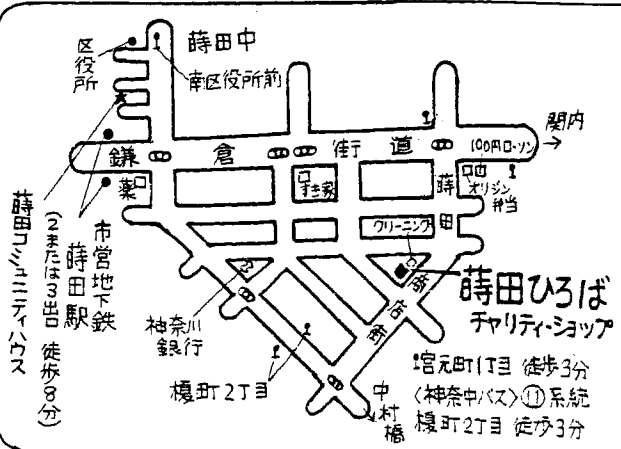 区役所
蒔田中
南区役所前
関内
鎌倉街道
100円ローソン
オリジン弁当
薬
すき家
クリーニング
蒔田商店街
蒔田コミュニティハウス
市営地下鉄
蒔田駅
(2または3出口 徒歩8分)
神奈川
銀行
榎町2丁目
中村橋
蒔田ひろば
チャリティ・ショップ
宮元町1丁目 徒歩3分
〈神奈中バス〉⑪系統
榎町2丁目 徒歩3分